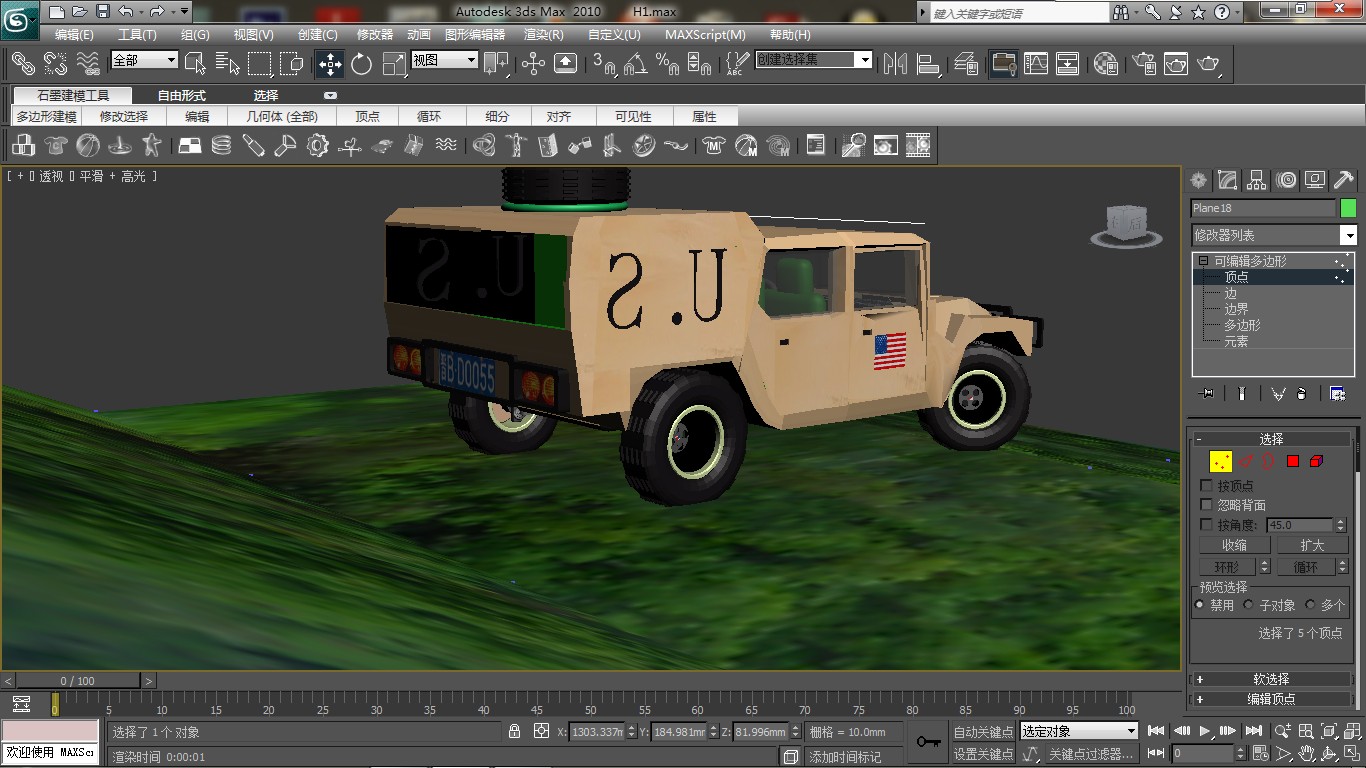 Autodesk 3ds Max 2010 H1.max
键入关键字或短语
编辑(E) 工具(T) 组(G) 视图(V) 创建(C) 修改器 动画 图形编辑器 渲染(R) 自定义(U) MAXScript(M) 帮助(H)
全部 视图 3 ABC 创建选择集
石墨建模工具 自由形式 选择
多边形建模 修改选择 编辑 几何体 (全部) 顶点 循环 细分 对齐 可见性 属性
[ + [] 透视 [] 平滑 + 高光 ]
Plane18
修改器列表
可编辑多边形
顶点
边
边界
多边形
元素
U.S
U.S
B·D0055
选择
按顶点
忽略背面
按角度: 45.0
收缩 扩大
环形 循环
预览选择
禁用 子对象 多个
选择了 5 个顶点
软选择
编辑顶点
0 / 100
0 5 10 15 20 25 30 35 40 45 50 55 60 65 70 75 80 85 90 95 100
选择了 1 个 对象 X: 1303.337m Y: 184.981mm Z: 81.996mm 栅格 = 10.0mm 自动关键点 选定对象
欢迎使用 MAXSc 渲染时间 0:00:01 添加时间标记 设置关键点 关键点过滤器... 0